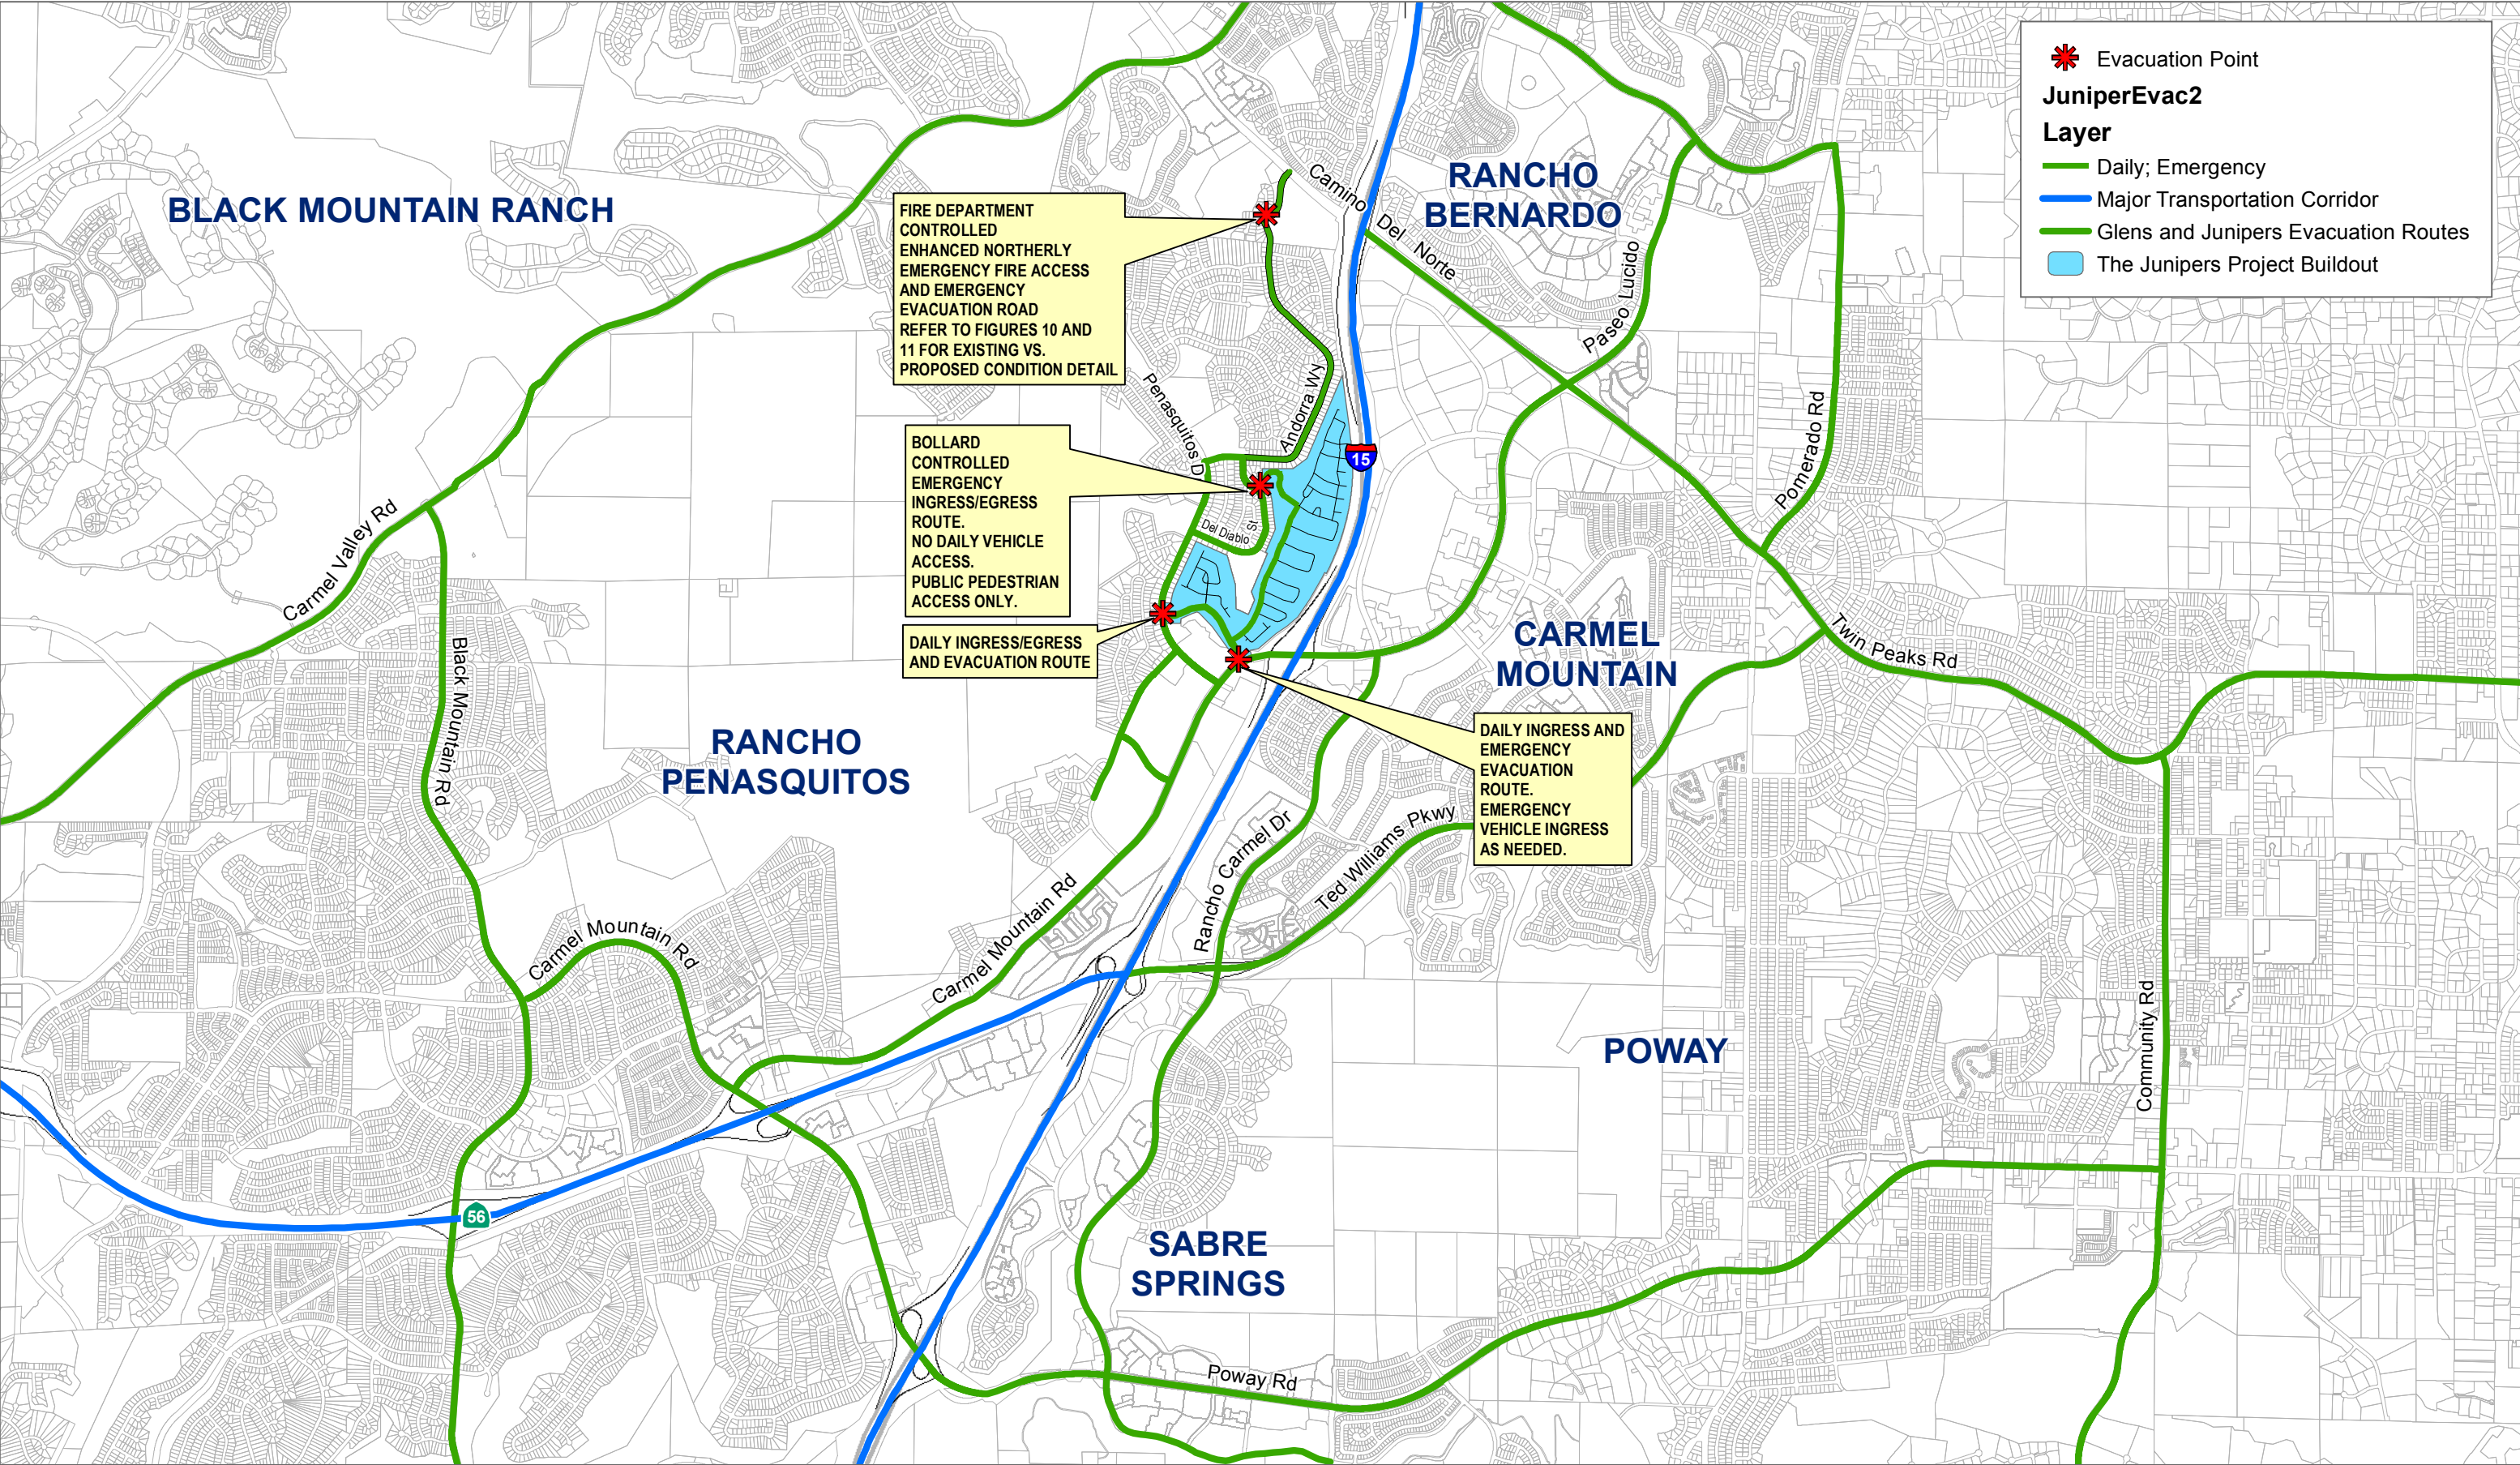 Evacuation Point
JuniperEvac2
Layer
Daily; Emergency
Major Transportation Corridor
Glens and Junipers Evacuation Routes
The Junipers Project Buildout
BLACK MOUNTAIN RANCH
RANCHO
BERNARDO
Camino Del Norte
FIRE DEPARTMENT
CONTROLLED
ENHANCED NORTHERLY
EMERGENCY FIRE ACCESS
AND EMERGENCY
EVACUATION ROAD
REFER TO FIGURES 10 AND
11 FOR EXISTING VS.
PROPOSED CONDITION DETAIL
Paseo Lucido
Penasquitos D
Andorra Wy
Pomerado Rd
15
BOLLARD
CONTROLLED
EMERGENCY
INGRESS/EGRESS
ROUTE.
NO DAILY VEHICLE
ACCESS.
PUBLIC PEDESTRIAN
ACCESS ONLY.
Del Diablo St
Carmel Valley Rd
DAILY INGRESS/EGRESS
AND EVACUATION ROUTE
CARMEL
MOUNTAIN
Twin Peaks Rd
Black Mountain Rd
RANCHO
PENASQUITOS
DAILY INGRESS AND
EMERGENCY
EVACUATION
ROUTE.
EMERGENCY
VEHICLE INGRESS
AS NEEDED.
Rancho Carmel Dr
Ted Williams Pkwy
Carmel Mountain Rd
Carmel Mountain Rd
POWAY
Community Rd
56
SABRE
SPRINGS
Poway Rd